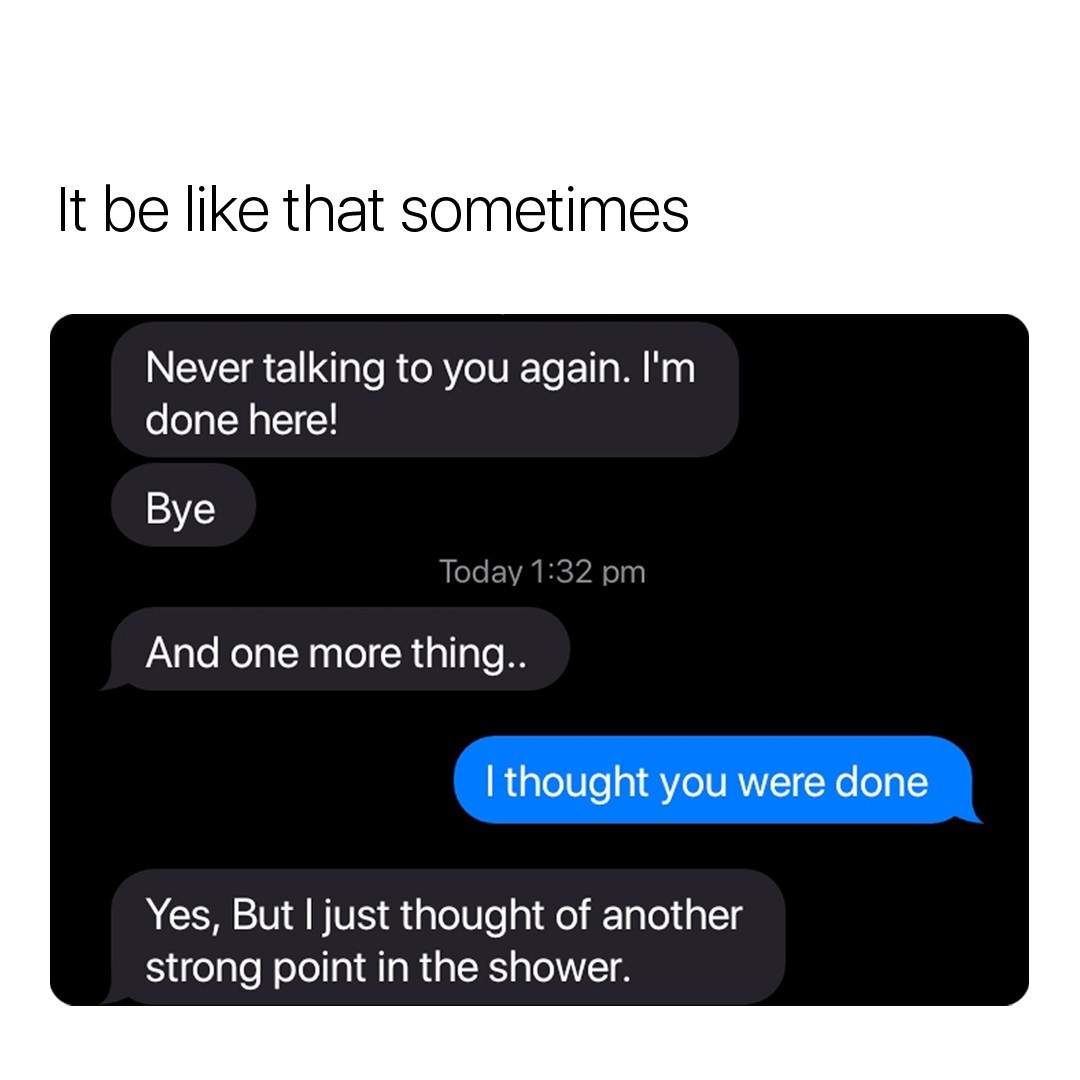 It be like that sometimes
Never talking to you again. I'm
done here!
Bye
Today 1:32 pm
And one more thing..
I thought you were done
Yes, But I just thought of another
strong point in the shower.